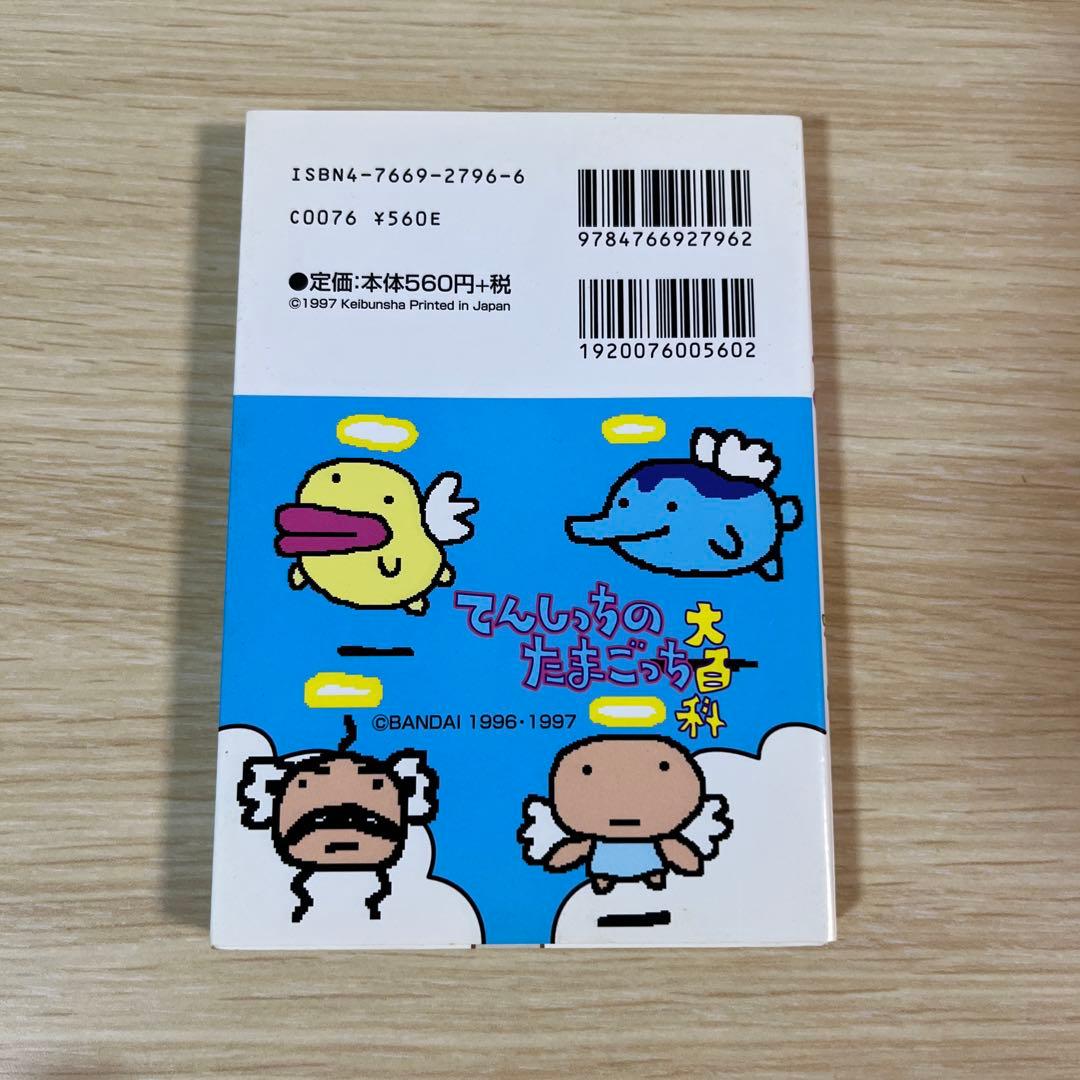 ISBN4-7669-2796-6
C0076 ¥560E
9784766927962
●定価:本体560円+税
©1997 Keibunsha Printed in Japan
1920076005602
てんしっちの
たまごっち
大百科
©BANDAI 1996・1997